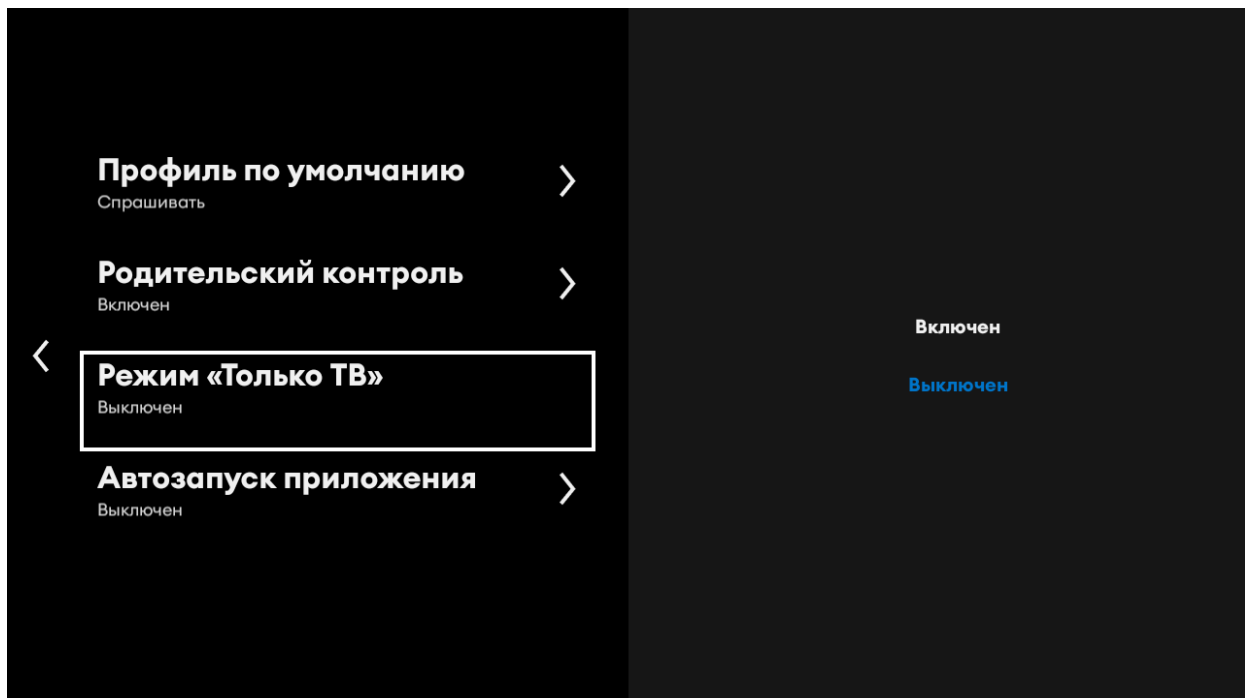 Профиль по умолчанию
Спрашивать
Родительский контроль
Включен
Режим «Только ТВ»
Выключен
Автозапуск приложения
Выключен
Включен
Выключен